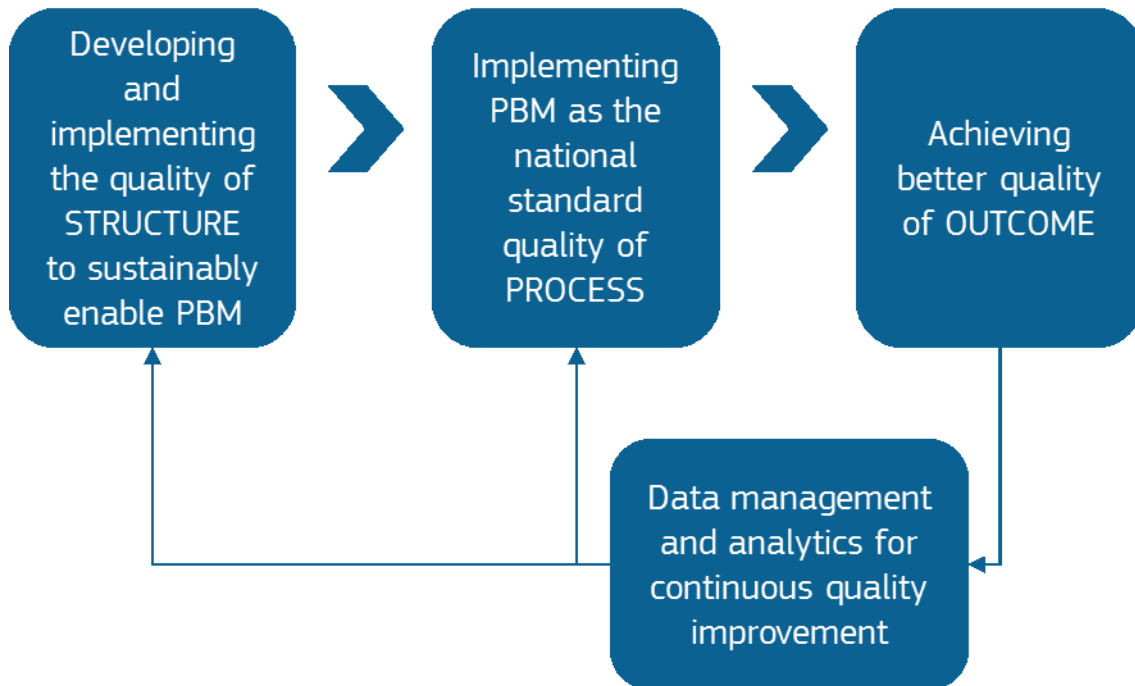 Developing
and
implementing
the quality of
STRUCTURE
to sustainably
enable PBM
Implementing
PBM as the
national
standard
quality of
PROCESS
Achieving
better quality
of OUTCOME
Data management
and analytics for
continuous quality
improvement